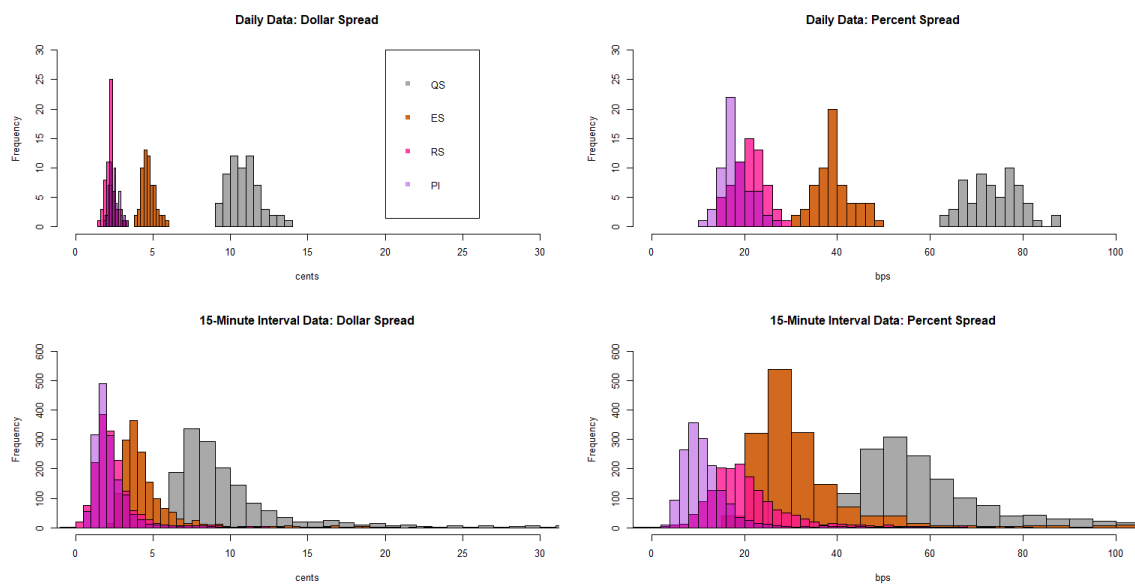 Daily Data: Dollar Spread
Frequency
0 5 10 15 20 25 30
0 5 10 15 20 25 30
cents
QS
ES
RS
PI
Daily Data: Percent Spread
Frequency
0 5 10 15 20 25 30
0 20 40 60 80 100
bps
15-Minute Interval Data: Dollar Spread
Frequency
0 100 200 300 400 500 600
0 5 10 15 20 25 30
cents
15-Minute Interval Data: Percent Spread
Frequency
0 100 200 300 400 500 600
0 20 40 60 80 100
bps